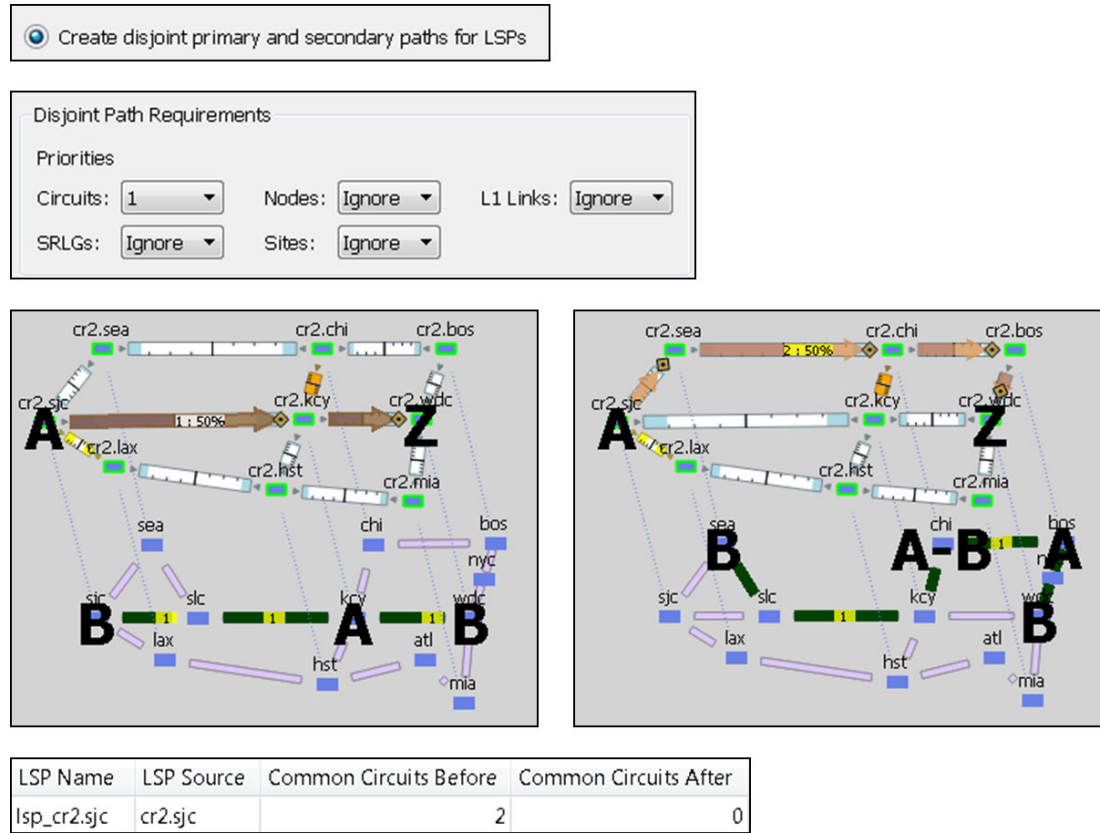 Create disjoint primary and secondary paths for LSPs
Disjoint Path Requirements
Priorities
Circuits: 1 Nodes: Ignore L1 Links: Ignore
SRLGs: Ignore Sites: Ignore
cr2.sea cr2.chi cr2.bos
cr2.sjc cr2.kcy cr2.wdc
A 1 : 50% Z
cr2.lax cr2.hst
cr2.mia
sea chi bos
nyc
sjc slc kcy wdc
B 1 1 A 1 B
lax atl
hst
mia
cr2.sea cr2.chi cr2.bos
2 : 50%
cr2.sjc cr2.kcy cr2.wdc
A Z
cr2.lax cr2.hst
cr2.mia
sea chi bos
B A-B 1 A
sjc slc 1 kcy wdc
B
lax atl
hst
mia
LSP Name LSP Source Common Circuits Before Common Circuits After
lsp_cr2.sjc cr2.sjc 2 0